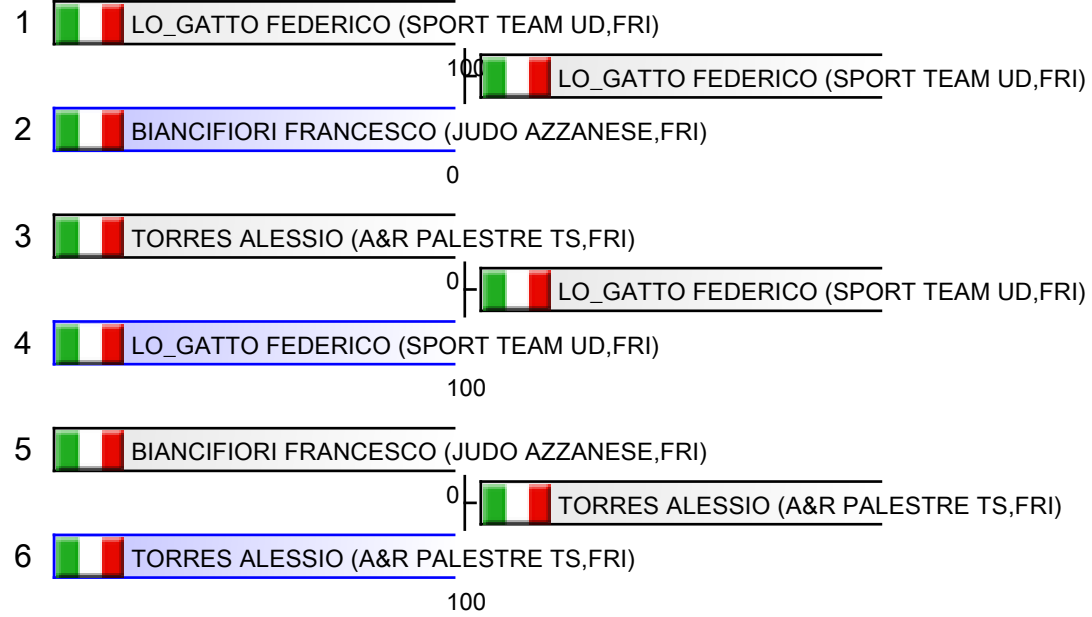 1 LO_GATTO FEDERICO (SPORT TEAM UD,FRI)
100 LO_GATTO FEDERICO (SPORT TEAM UD,FRI)
2 BIANCIFIORI FRANCESCO (JUDO AZZANESE,FRI)
0
3 TORRES ALESSIO (A&R PALESTRE TS,FRI)
0 LO_GATTO FEDERICO (SPORT TEAM UD,FRI)
4 LO_GATTO FEDERICO (SPORT TEAM UD,FRI)
100
5 BIANCIFIORI FRANCESCO (JUDO AZZANESE,FRI)
0 TORRES ALESSIO (A&R PALESTRE TS,FRI)
6 TORRES ALESSIO (A&R PALESTRE TS,FRI)
100